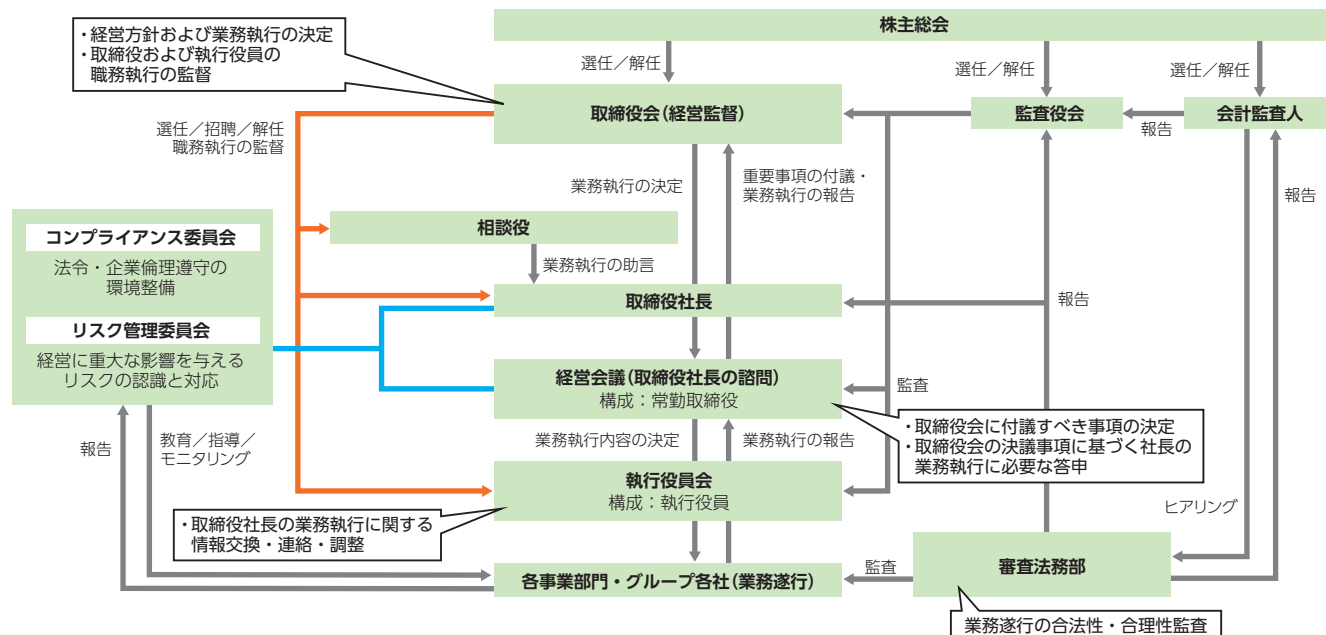 株主総会
・経営方針および業務執行の決定
・取締役および執行役員の
職務執行の監督
選任／解任
選任／解任
選任／解任
取締役会（経営監督）
監査役会
会計監査人
報告
選任／招聘／解任
職務執行の監督
業務執行の決定
重要事項の付議・
業務執行の報告
報告
相談役
コンプライアンス委員会
法令・企業倫理遵守の
環境整備
業務執行の助言
取締役社長
報告
リスク管理委員会
経営に重大な影響を与える
リスクの認識と対応
経営会議（取締役社長の諮問）
構成：常勤取締役
監査
・取締役会に付議すべき事項の決定
・取締役会の決議事項に基づく社長の
業務執行に必要な答申
報告
教育／指導／
モニタリング
業務執行内容の決定
業務執行の報告
執行役員会
構成：執行役員
・取締役社長の業務執行に関する
情報交換・連絡・調整
ヒアリング
各事業部門・グループ各社（業務遂行）
監査
審査法務部
業務遂行の合法性・合理性監査